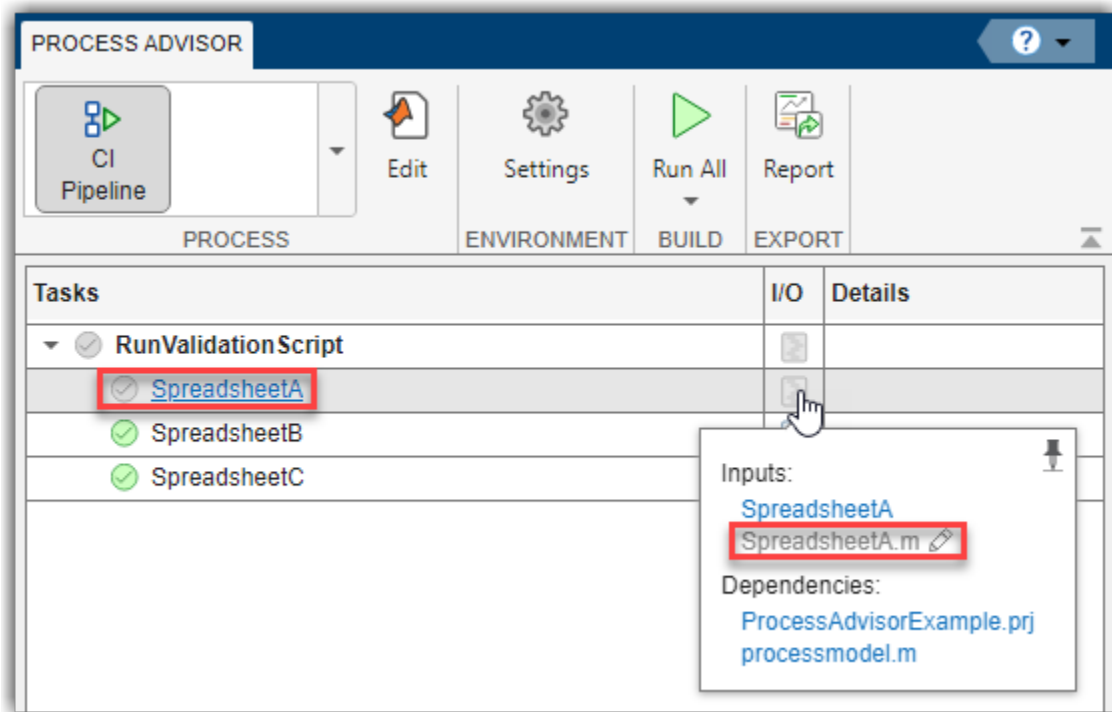 PROCESS ADVISOR
?
CI
Pipeline
Edit
Settings
Run All
Report
PROCESS
ENVIRONMENT
BUILD
EXPORT
Tasks
I/O
Details
RunValidationScript
SpreadsheetA
SpreadsheetB
SpreadsheetC
Inputs:
SpreadsheetA
SpreadsheetA.m
Dependencies:
ProcessAdvisorExample.prj
processmodel.m